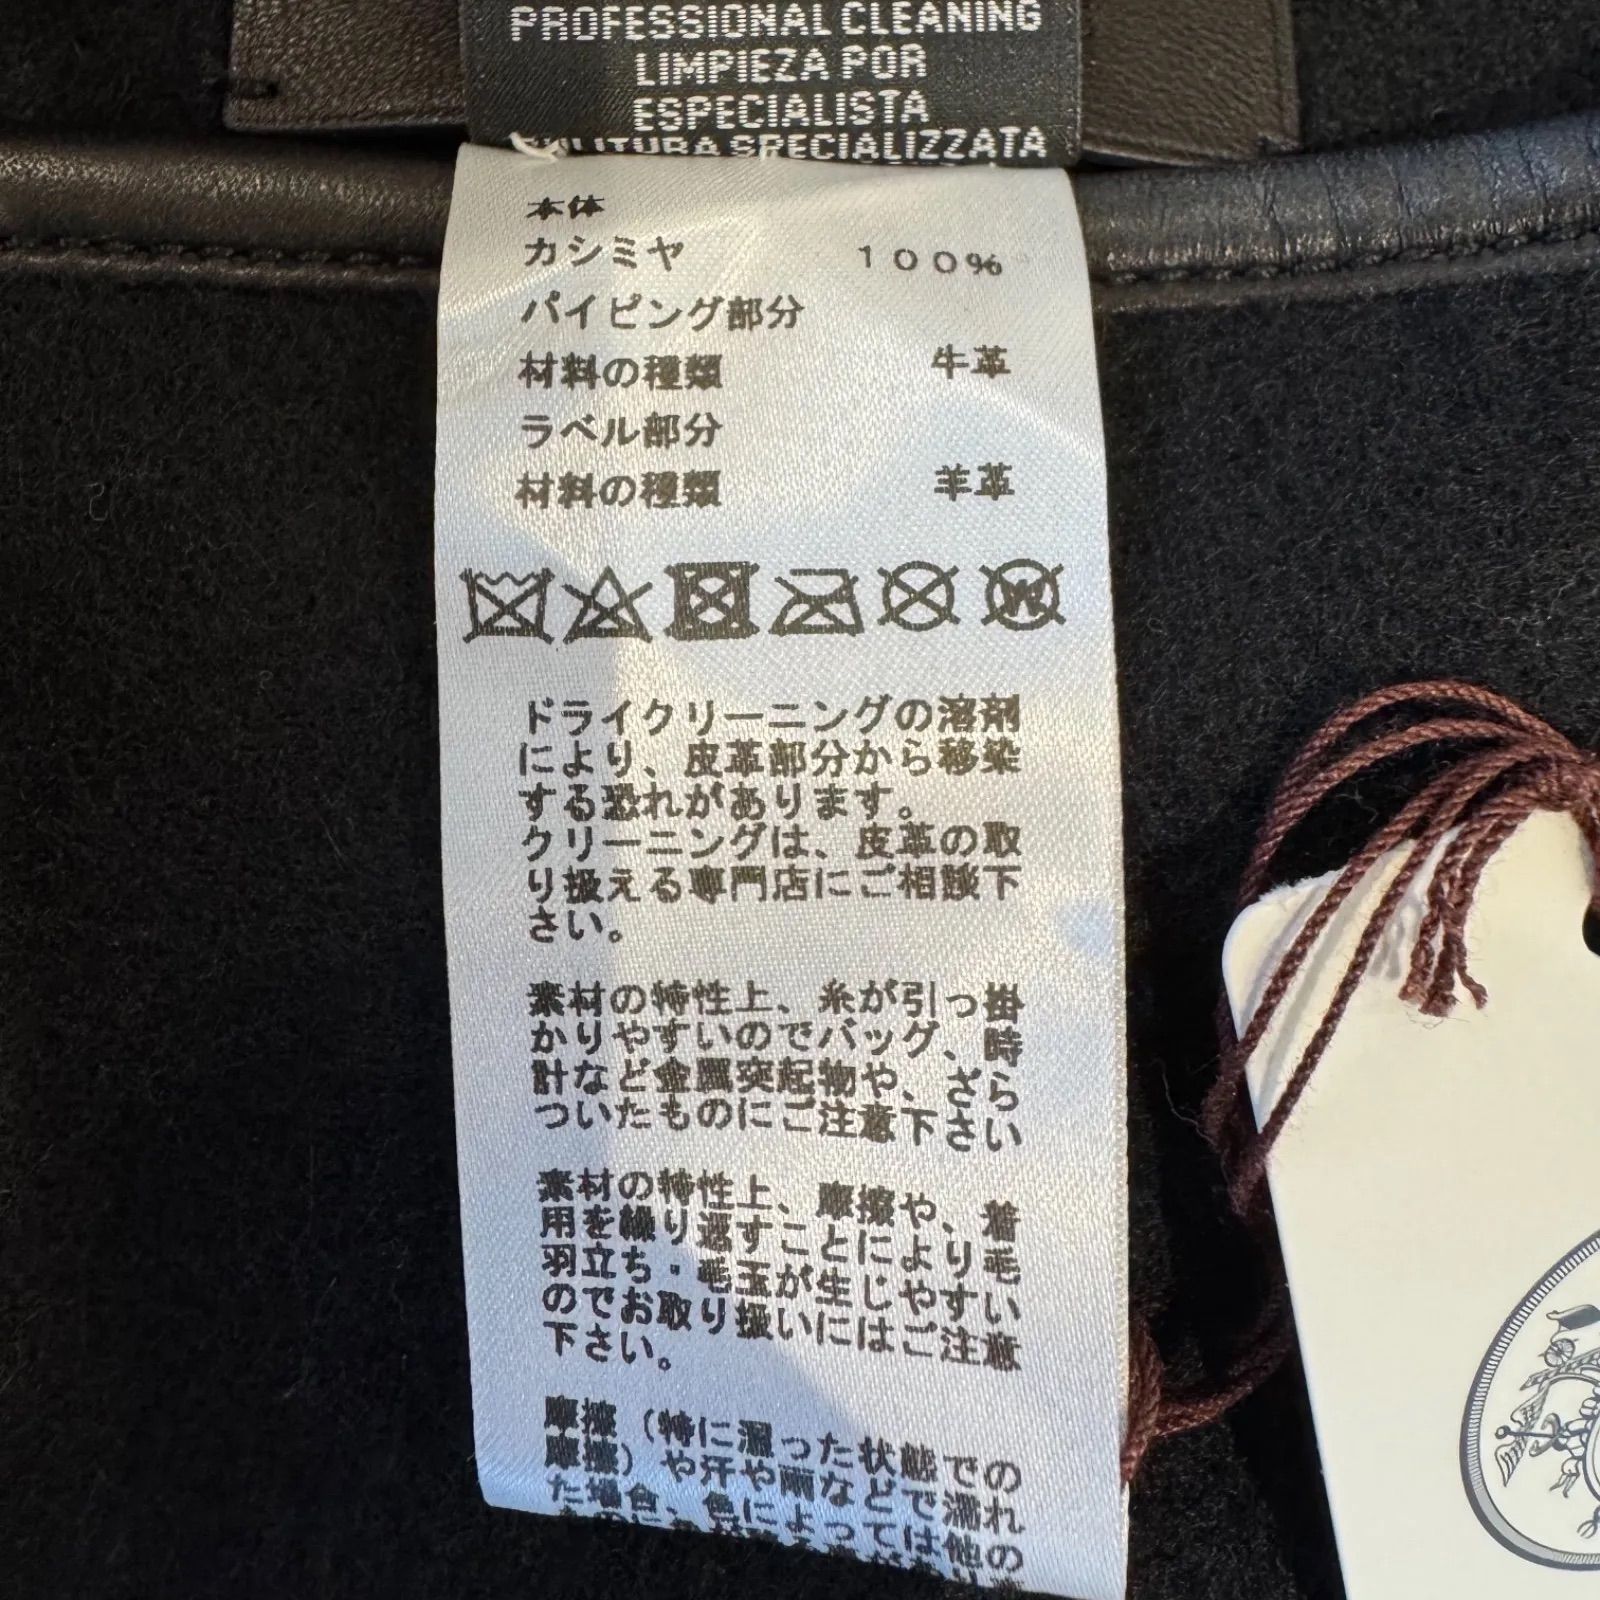 PROFESSIONAL CLEANING
LIMPIEZA POR
ESPECIALISTA
PULITURA SPECIALIZZATA
本体
カシミヤ 100%
パイピング部分
材料の種類 牛革
ラベル部分
材料の種類 羊革
W
ドライクリーニングの溶剤
により、皮革部分から移染
する恐れがあります。
クリーニングは、皮革の取
り扱える専門店にご相談下
さい。
素材の特性上、糸が引っ掛
かりやすいのでバッグ、時
計など金属突起物や、ざら
ついたものにご注意下さい
素材の特性上、摩擦や、着
用を繰り返すことにより毛
羽立ち・毛玉が生じやすい
のでお取り扱いにはご注意
下さい。
摩擦(特に湿った状態での
摩擦)や汗や雨などで濡れ
た場合、色によっては他の